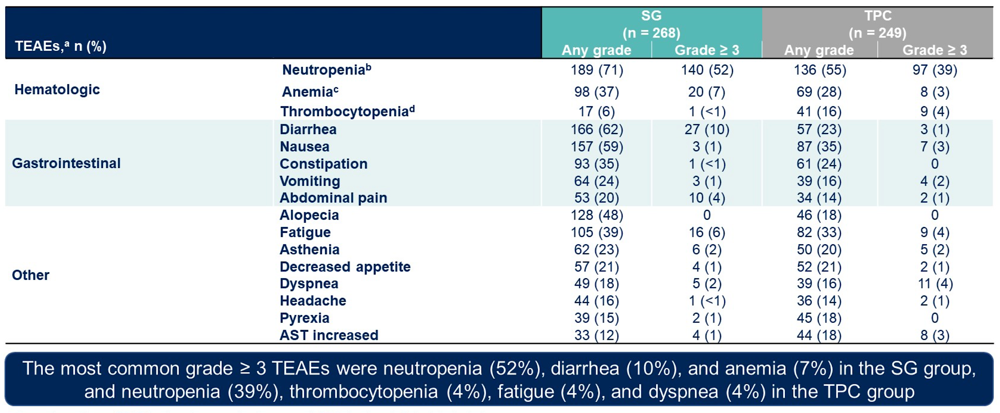 SG TPC
(n = 268) (n = 249)
TEAEs,ᵃ n (%) Any grade Grade ≥ 3 Any grade Grade ≥ 3
Hematologic
Neutropeniaᵇ 189 (71) 140 (52) 136 (55) 97 (39)
Anemiaᶜ 98 (37) 20 (7) 69 (28) 8 (3)
Thrombocytopeniaᵈ 17 (6) 1 (<1) 41 (16) 9 (4)
Gastrointestinal
Diarrhea 166 (62) 27 (10) 57 (23) 3 (1)
Nausea 157 (59) 3 (1) 87 (35) 7 (3)
Constipation 93 (35) 1 (<1) 61 (24) 0
Vomiting 64 (24) 3 (1) 39 (16) 4 (2)
Abdominal pain 53 (20) 10 (4) 34 (14) 2 (1)
Other
Alopecia 128 (48) 0 46 (18) 0
Fatigue 105 (39) 16 (6) 82 (33) 9 (4)
Asthenia 62 (23) 6 (2) 50 (20) 5 (2)
Decreased appetite 57 (21) 4 (1) 52 (21) 2 (1)
Dyspnea 49 (18) 5 (2) 39 (16) 11 (4)
Headache 44 (16) 1 (<1) 36 (14) 2 (1)
Pyrexia 39 (15) 2 (1) 45 (18) 0
AST increased 33 (12) 4 (1) 44 (18) 8 (3)
The most common grade ≥ 3 TEAEs were neutropenia (52%), diarrhea (10%), and anemia (7%) in the SG group,
and neutropenia (39%), thrombocytopenia (4%), fatigue (4%), and dyspnea (4%) in the TPC group